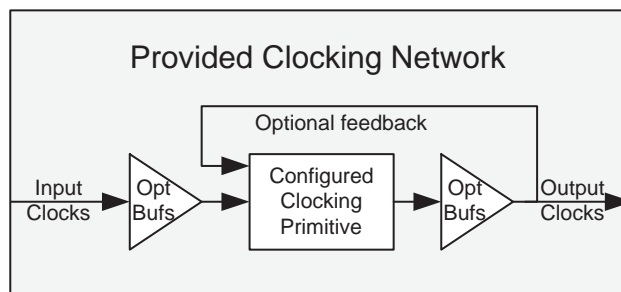 Provided Clocking Network
Optional feedback
Input
Clocks
Opt
Bufs
Configured
Clocking
Primitive
Opt
Bufs
Output
Clocks